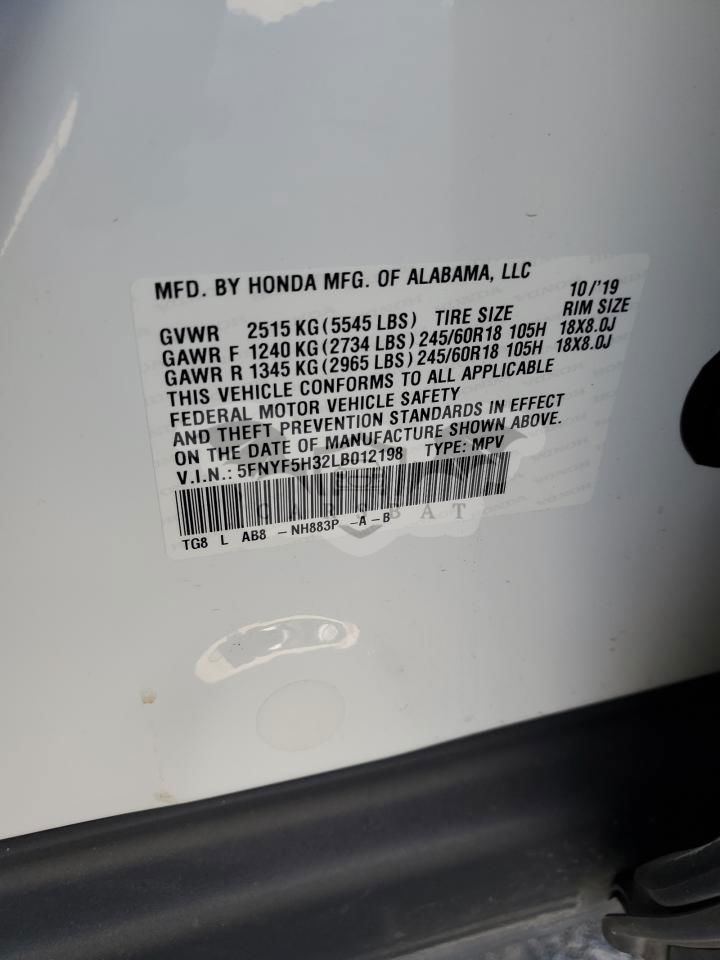 MFD. BY HONDA MFG. OF ALABAMA, LLC 10/'19
GVWR 2515 KG (5545 LBS) TIRE SIZE RIM SIZE
GAWR F 1240 KG (2734 LBS) 245/60R18 105H 18X8.0J
GAWR R 1345 KG (2965 LBS) 245/60R18 105H 18X8.0J
THIS VEHICLE CONFORMS TO ALL APPLICABLE
FEDERAL MOTOR VEHICLE SAFETY
AND THEFT PREVENTION STANDARDS IN EFFECT
ON THE DATE OF MANUFACTURE SHOWN ABOVE.
V.I.N.: 5FNYF5H32LB012198 TYPE: MPV
CARSBAT
TG8 L AB8 - NH883P -A-B